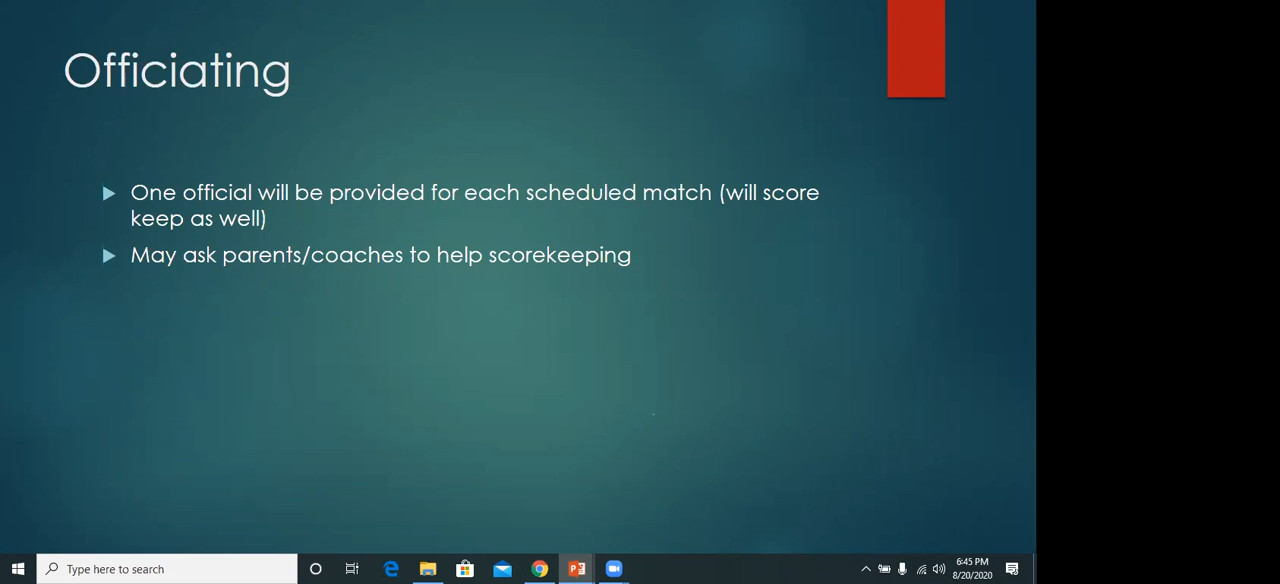 Officiating
One official will be provided for each scheduled match (will score
keep as well)
May ask parents/coaches to help scorekeeping
Type here to search
6:45 PM
8/20/2020